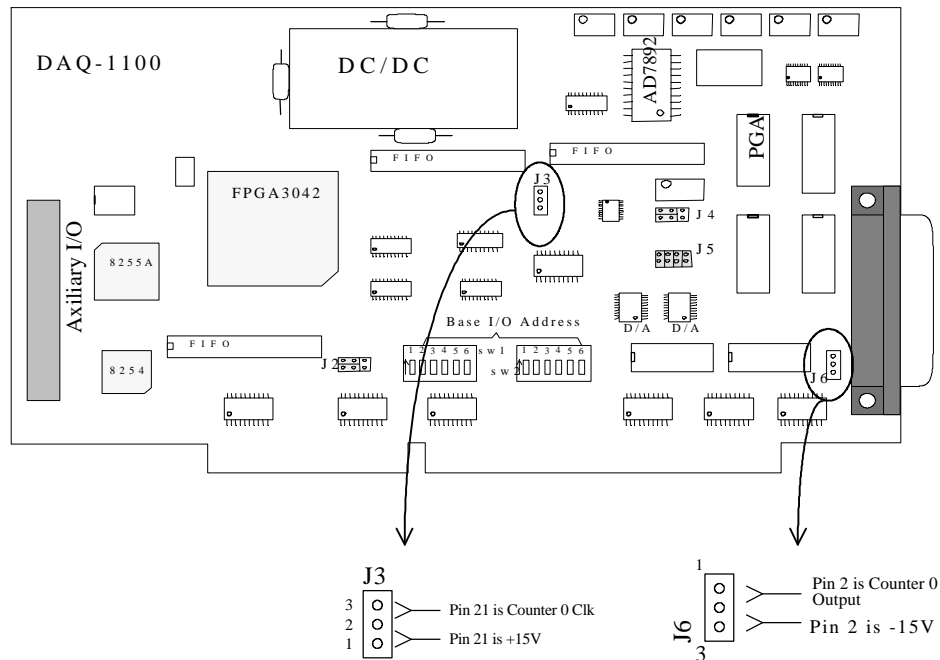 DAQ-1100
DC/DC
AD7892
PGA
FIFO
FIFO
J3
FPGA3042
J4
J5
Axiliary I/O
8255A
D/A
D/A
Base I/O Address
FIFO
J2
1 2 3 4 5 6
sw1
sw2
1 2 3 4 5 6
8254
J6
J3
3
2
1
Pin 21 is Counter 0 Clk
Pin 21 is +15V
1
J6
3
Pin 2 is Counter 0
Output
Pin 2 is -15V